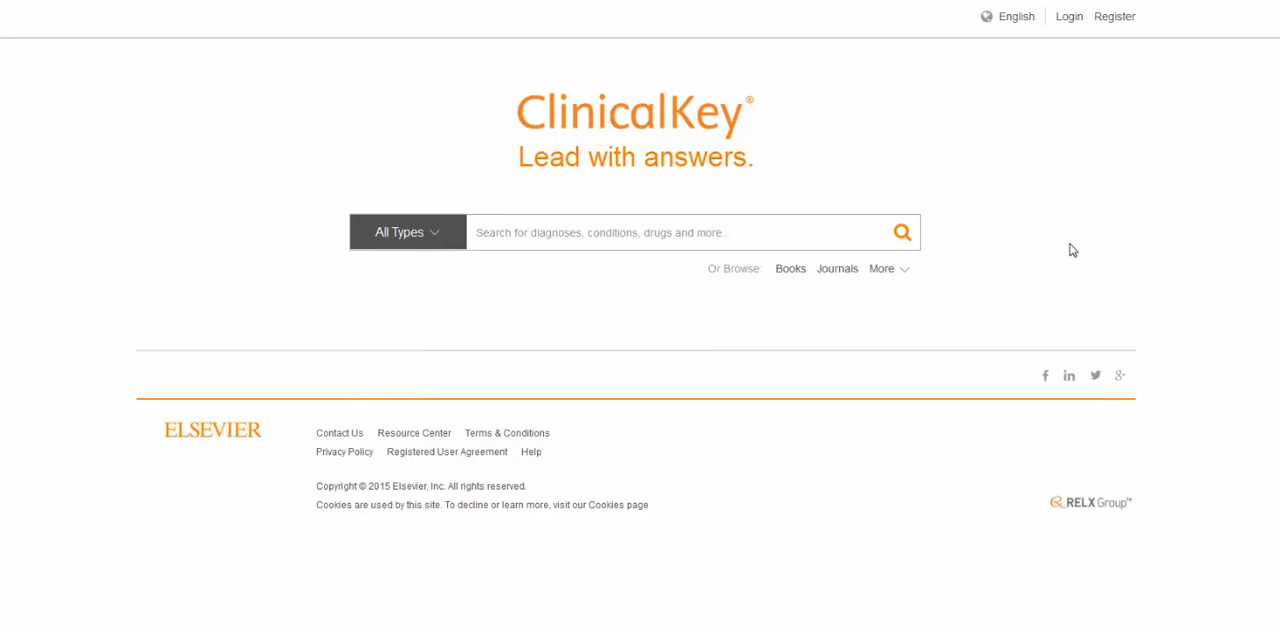 English Login Register
ClinicalKey®
Lead with answers.
All Types Search for diagnoses, conditions, drugs and more...
Or Browse: Books Journals More
ELSEVIER
Contact Us Resource Center Terms & Conditions
Privacy Policy Registered User Agreement Help
Copyright © 2015 Elsevier, Inc. All rights reserved.
Cookies are used by this site. To decline or learn more, visit our Cookies page
RELX Group™